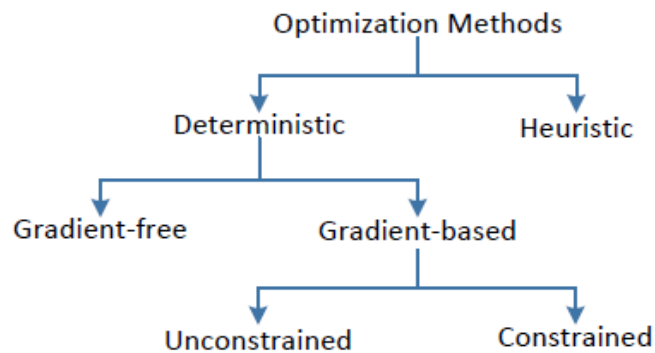 Optimization Methods
Deterministic
Heuristic
Gradient-free
Gradient-based
Unconstrained
Constrained